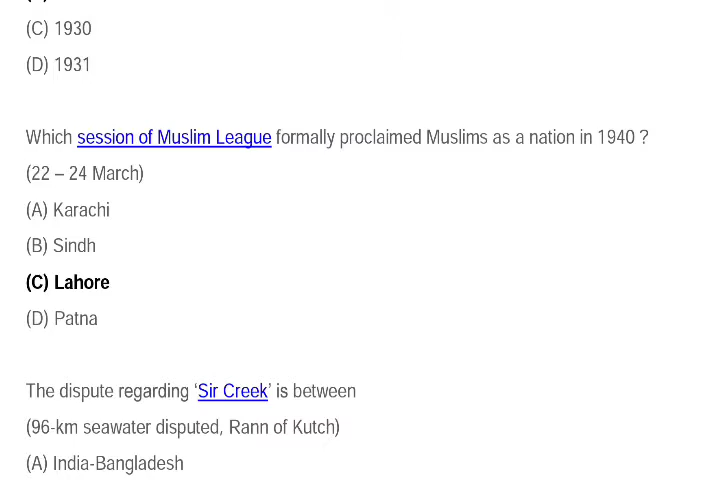 (C) 1930
(D) 1931
Which session of Muslim League formally proclaimed Muslims as a nation in 1940 ?
(22 – 24 March)
(A) Karachi
(B) Sindh
(C) Lahore
(D) Patna
The dispute regarding ‘Sir Creek’ is between
(96-km seawater disputed, Rann of Kutch)
(A) India-Bangladesh